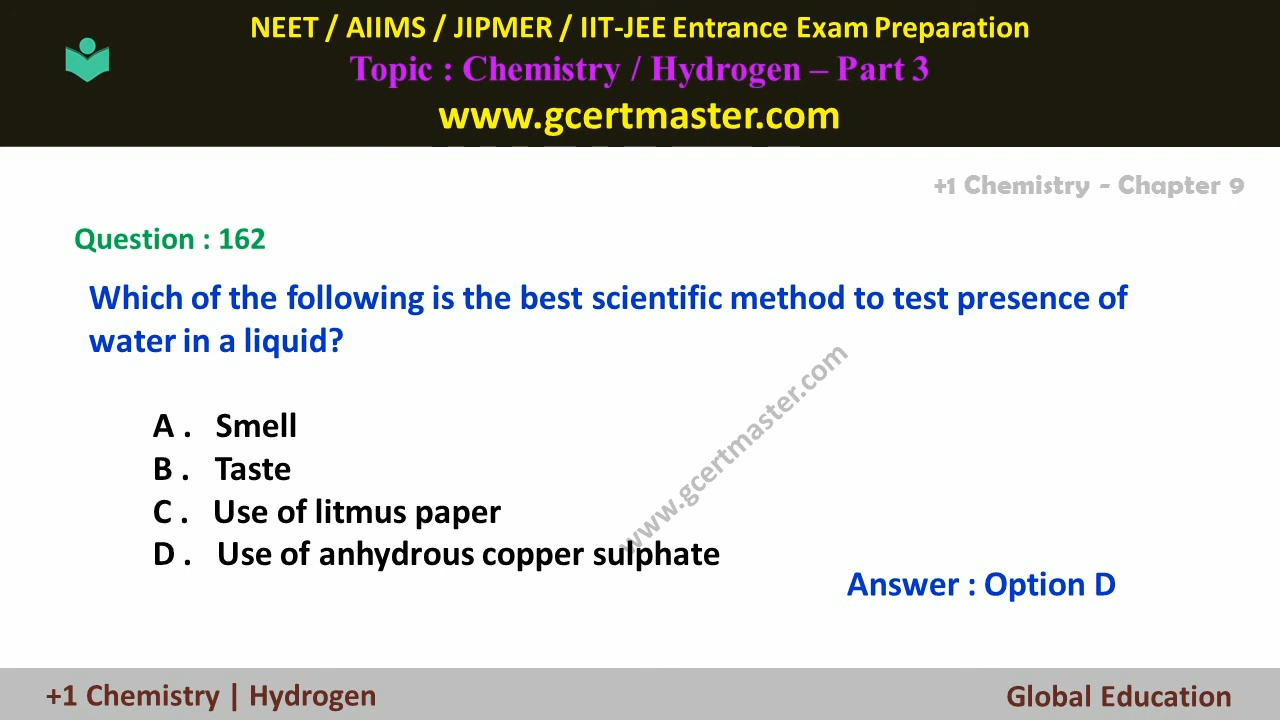 NEET / AIIMS / JIPMER / IIT-JEE Entrance Exam Preparation
Topic : Chemistry / Hydrogen – Part 3
www.gcertmaster.com
+1 Chemistry - Chapter 9
Question : 162
Which of the following is the best scientific method to test presence of
water in a liquid?
A . Smell
B . Taste
C . Use of litmus paper
D . Use of anhydrous copper sulphate
www.gcertmaster.com
Answer : Option D
+1 Chemistry | Hydrogen
Global Education